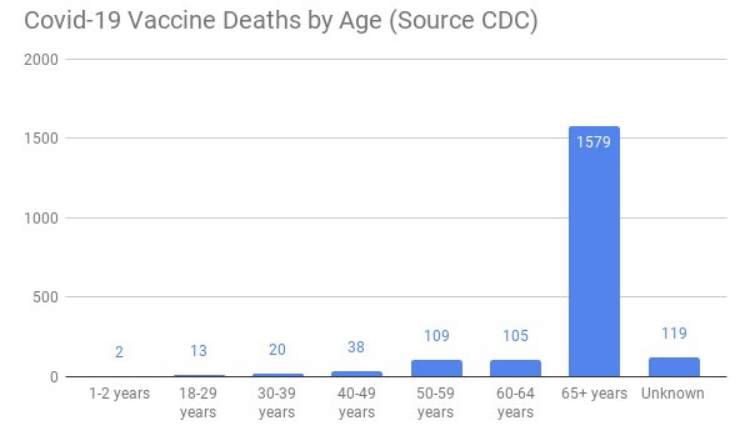 Covid-19 Vaccine Deaths by Age (Source CDC)
2000
1500
1000
500
0
2
13
20
38
109
105
1579
119
1-2 years
18-29
years
30-39
years
40-49
years
50-59
years
60-64
years
65+ years
Unknown